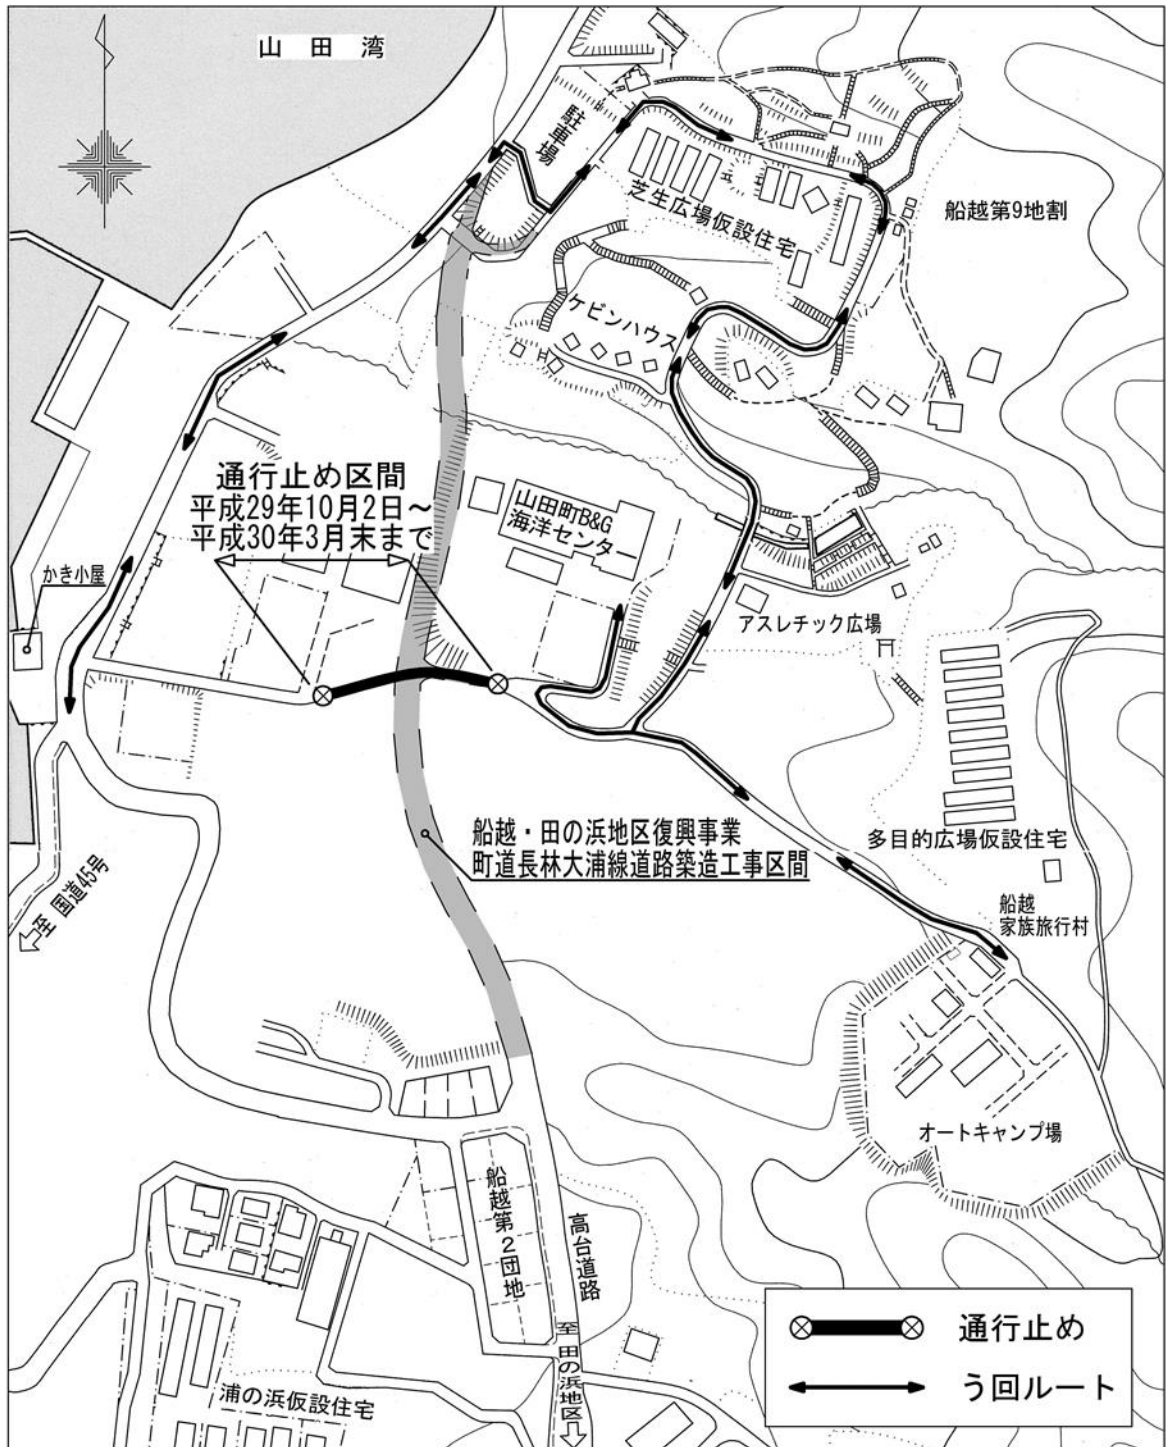 山田湾
駐車場
芝生広場仮設住宅
船越第9地割
ケビンハウス
通行止め区間
平成29年10月2日～
平成30年3月末まで
山田町B&G
海洋センター
かき小屋
アスレチック広場
船越・田の浜地区復興事業
町道長林大浦線道路築造工事区間
多目的広場仮設住宅
至 国道45号
船越
家族旅行村
オートキャンプ場
船越第2団地
高台道路
至 田の浜地区
浦の浜仮設住宅
通行止め
う回ルート